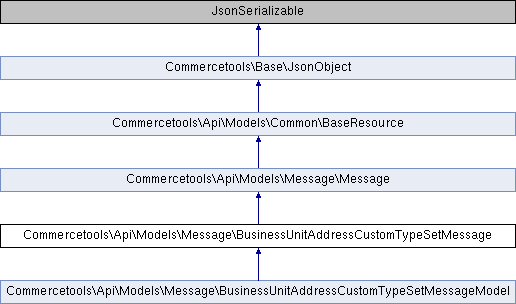 JsonSerializable
Commercetools\Base\JsonObject
Commercetools\Api\Models\Common\BaseResource
Commercetools\Api\Models\Message\Message
Commercetools\Api\Models\Message\BusinessUnitAddressCustomTypeSetMessage
Commercetools\Api\Models\Message\BusinessUnitAddressCustomTypeSetMessageModel